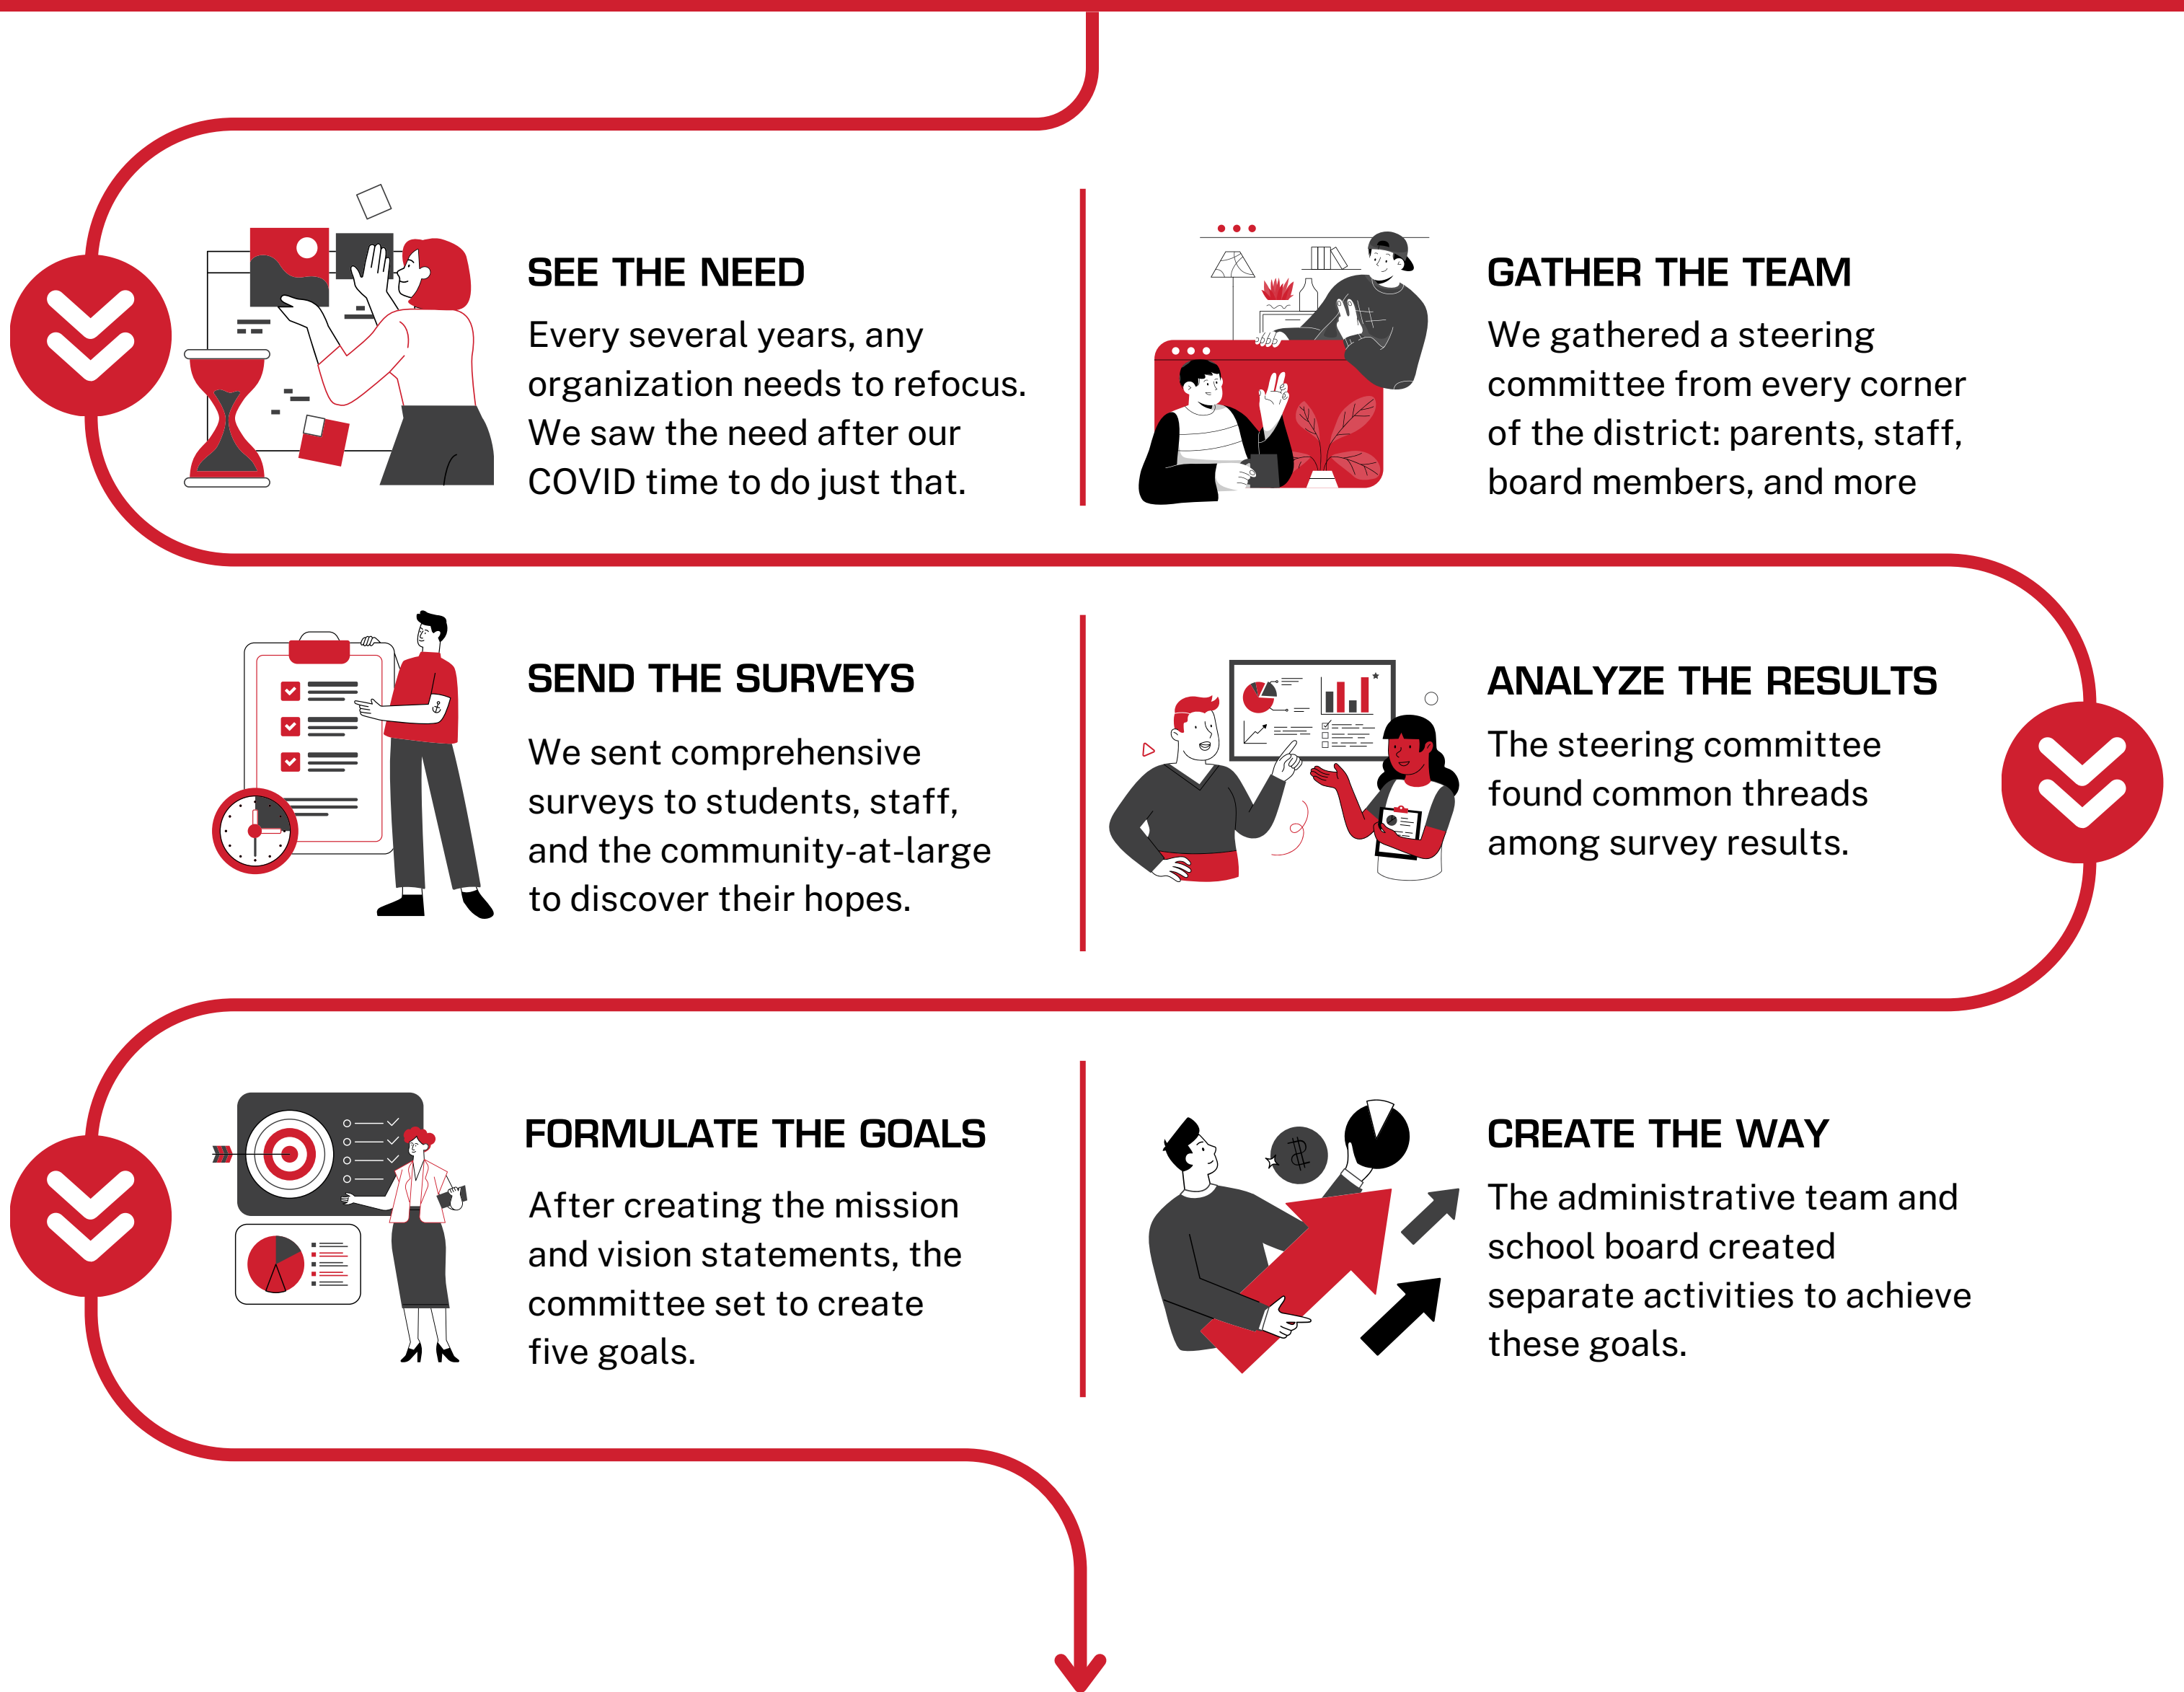 SEE THE NEED
Every several years, any
organization needs to refocus.
We saw the need after our
COVID time to do just that.
GATHER THE TEAM
We gathered a steering
committee from every corner
of the district: parents, staff,
board members, and more
SEND THE SURVEYS
We sent comprehensive
surveys to students, staff,
and the community-at-large
to discover their hopes.
ANALYZE THE RESULTS
The steering committee
found common threads
among survey results.
FORMULATE THE GOALS
After creating the mission
and vision statements, the
committee set to create
five goals.
CREATE THE WAY
The administrative team and
school board created
separate activities to achieve
these goals.